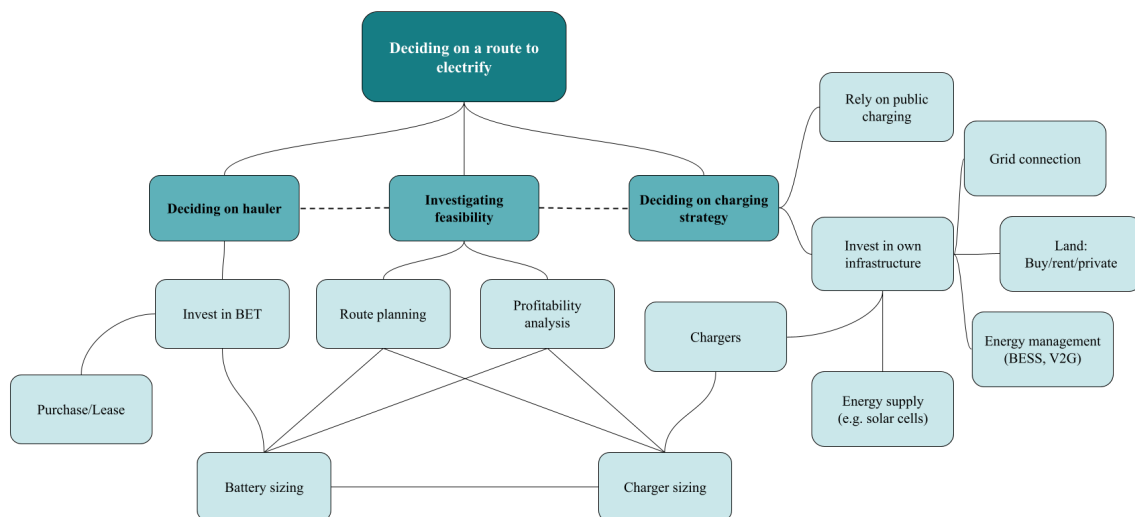 Deciding on a route to
electrify
Rely on public
charging
Grid connection
Deciding on hauler
Investigating
feasibility
Deciding on charging
strategy
Invest in own
infrastructure
Land:
Buy/rent/private
Invest in BET
Route planning
Profitability
analysis
Chargers
Energy management
(BESS, V2G)
Purchase/Lease
Energy supply
(e.g. solar cells)
Battery sizing
Charger sizing